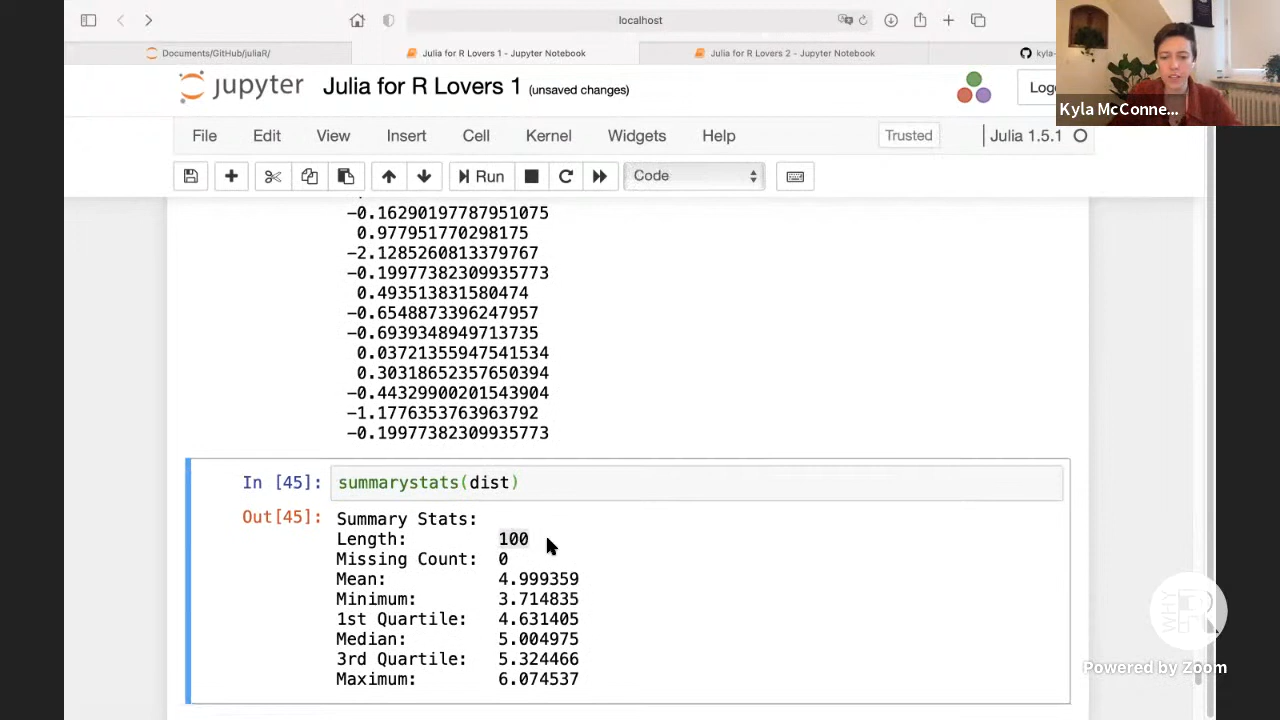 localhost
Documents/GitHub/juliaR/
Julia for R Lovers 1 - Jupyter Notebook
Julia for R Lovers 2 - Jupyter Notebook
kyla-
jupyter Julia for R Lovers 1 (unsaved changes)
Kyla McConne...
File Edit View Insert Cell Kernel Widgets Help Trusted Julia 1.5.1
Run Code
-0.16290197787951075
0.977951770298175
-2.1285260813379767
-0.19977382309935773
0.493513831580474
-0.6548873396247957
-0.6939348949713735
0.03721355947541534
0.30318652357650394
-0.44329900201543904
-1.1776353763963792
-0.19977382309935773
In [45]: summarystats(dist)
Out[45]: Summary Stats:
Length: 100
Missing Count: 0
Mean: 4.999359
Minimum: 3.714835
1st Quartile: 4.631405
Median: 5.004975
3rd Quartile: 5.324466
Maximum: 6.074537
WHY R
Powered by Zoom